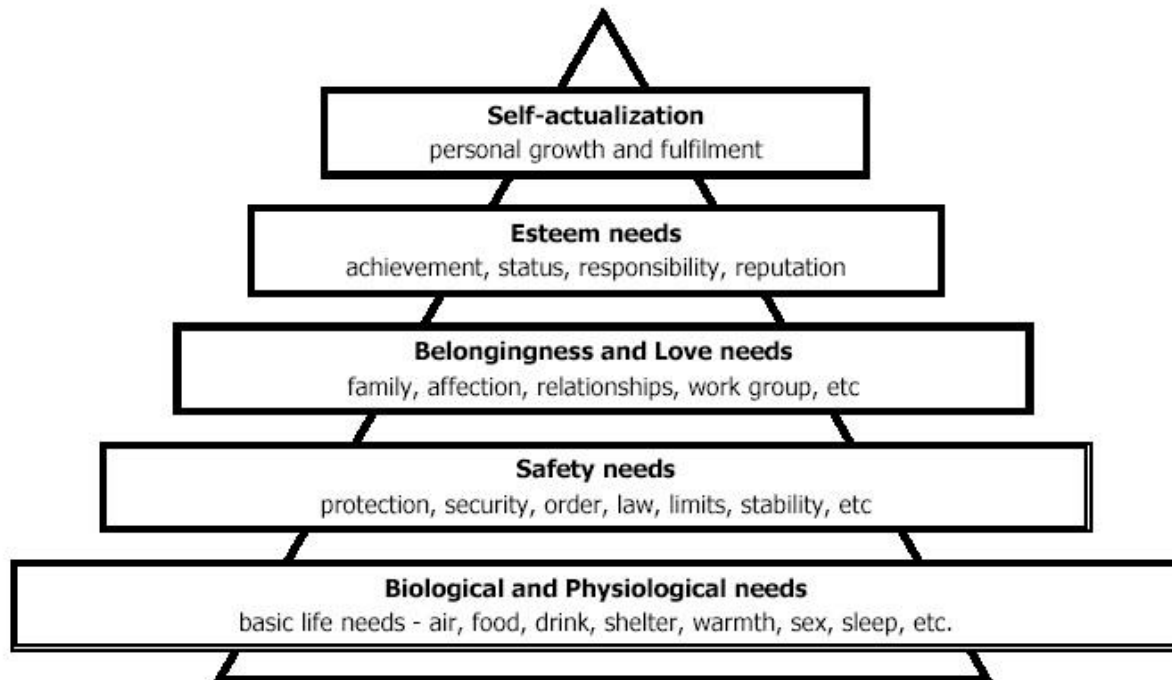 Self-actualization
personal growth and fulfilment
Esteem needs
achievement, status, responsibility, reputation
Belongingness and Love needs
family, affection, relationships, work group, etc
Safety needs
protection, security, order, law, limits, stability, etc
Biological and Physiological needs
basic life needs - air, food, drink, shelter, warmth, sex, sleep, etc.